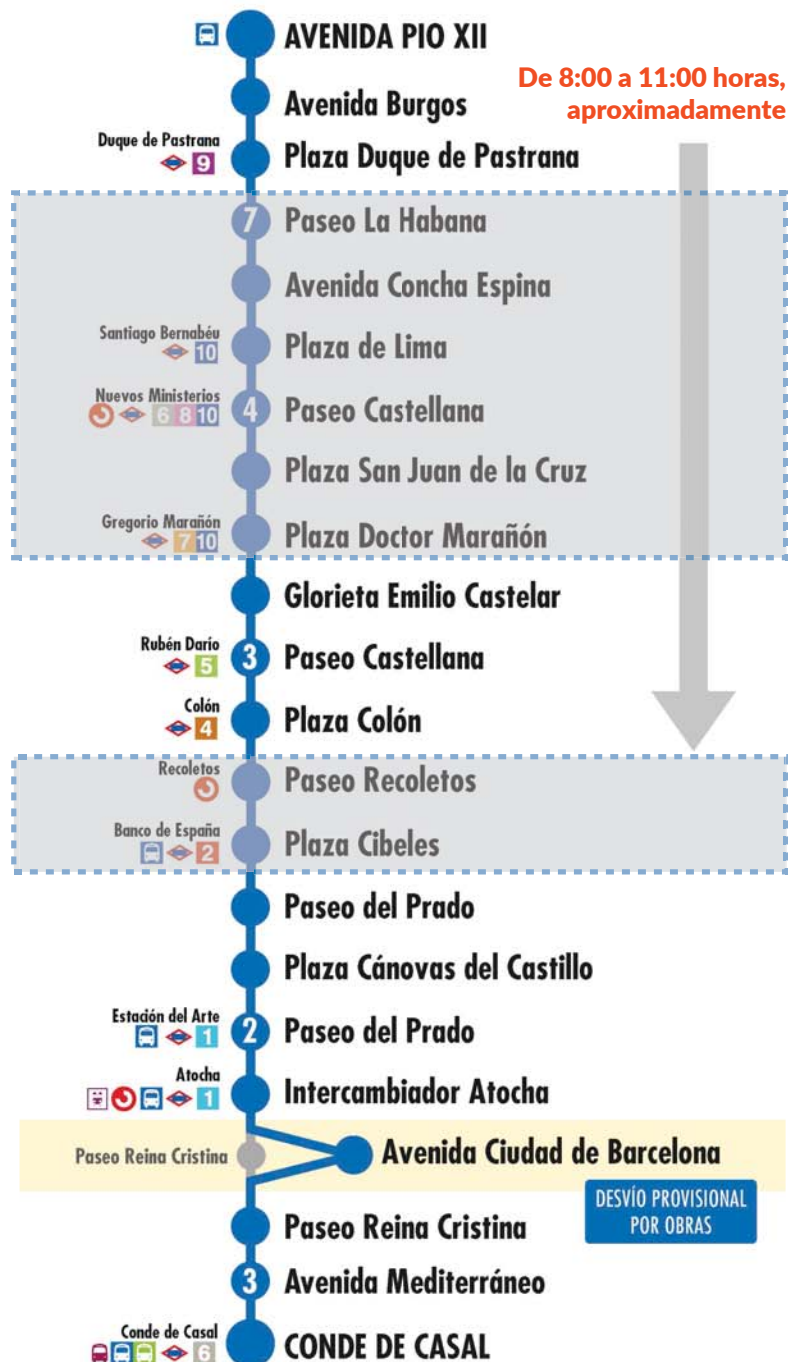 AVENIDA PIO XII
De 8:00 a 11:00 horas,
aproximadamente
Avenida Burgos
Duque de Pastrana
9
Plaza Duque de Pastrana
7
Paseo La Habana
Avenida Concha Espina
Santiago Bernabéu
10
Plaza de Lima
Nuevos Ministerios
6 8 10
4
Paseo Castellana
Plaza San Juan de la Cruz
Gregorio Marañón
7 10
Plaza Doctor Marañón
Glorieta Emilio Castelar
Rubén Darío
5
3
Paseo Castellana
Colón
4
Plaza Colón
Recoletos
Paseo Recoletos
Banco de España
2
Plaza Cibeles
Paseo del Prado
Plaza Cánovas del Castillo
Estación del Arte
1
2
Paseo del Prado
Atocha
1
Intercambiador Atocha
Paseo Reina Cristina
Avenida Ciudad de Barcelona
DESVÍO PROVISIONAL
POR OBRAS
Paseo Reina Cristina
3
Avenida Mediterráneo
Conde de Casal
6
CONDE DE CASAL